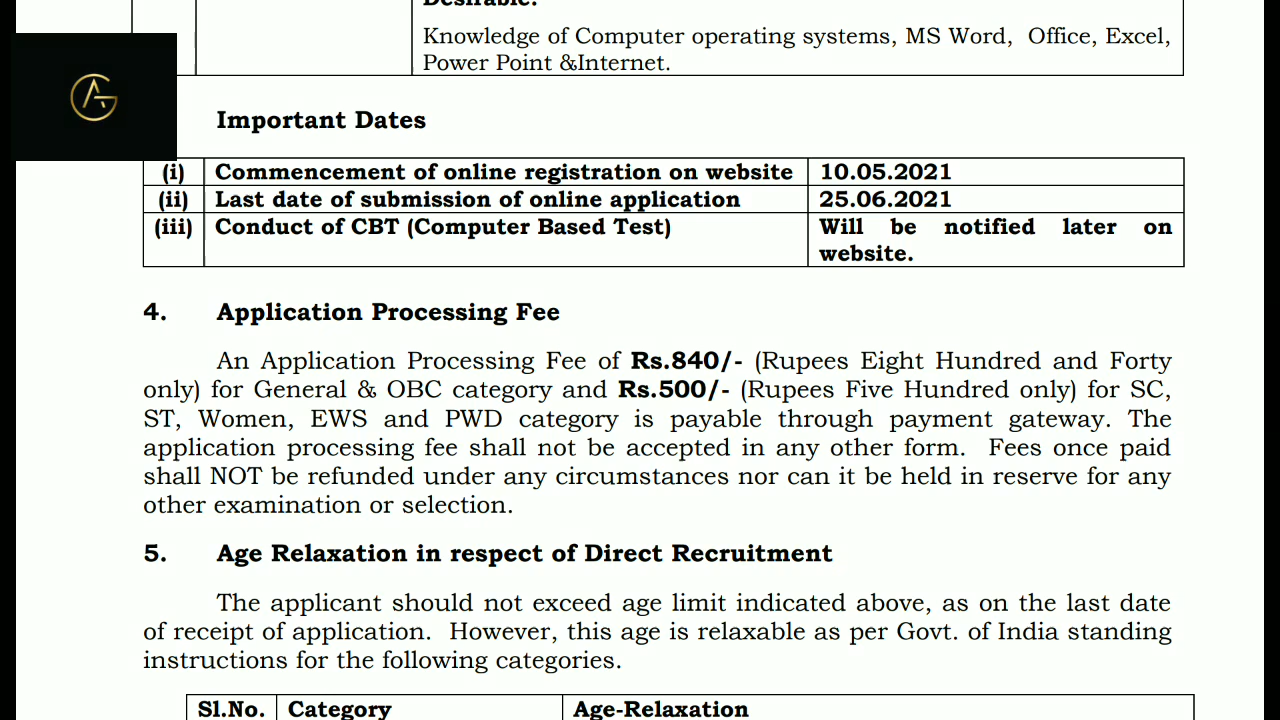 Desirable:
Knowledge of Computer operating systems, MS Word, Office, Excel,
Power Point &Internet.
Important Dates
(i) Commencement of online registration on website 10.05.2021
(ii) Last date of submission of online application 25.06.2021
(iii) Conduct of CBT (Computer Based Test) Will be notified later on
website.
4. Application Processing Fee
An Application Processing Fee of Rs.840/- (Rupees Eight Hundred and Forty
only) for General & OBC category and Rs.500/- (Rupees Five Hundred only) for SC,
ST, Women, EWS and PWD category is payable through payment gateway. The
application processing fee shall not be accepted in any other form. Fees once paid
shall NOT be refunded under any circumstances nor can it be held in reserve for any
other examination or selection.
5. Age Relaxation in respect of Direct Recruitment
The applicant should not exceed age limit indicated above, as on the last date
of receipt of application. However, this age is relaxable as per Govt. of India standing
instructions for the following categories.
Sl.No. Category Age-Relaxation